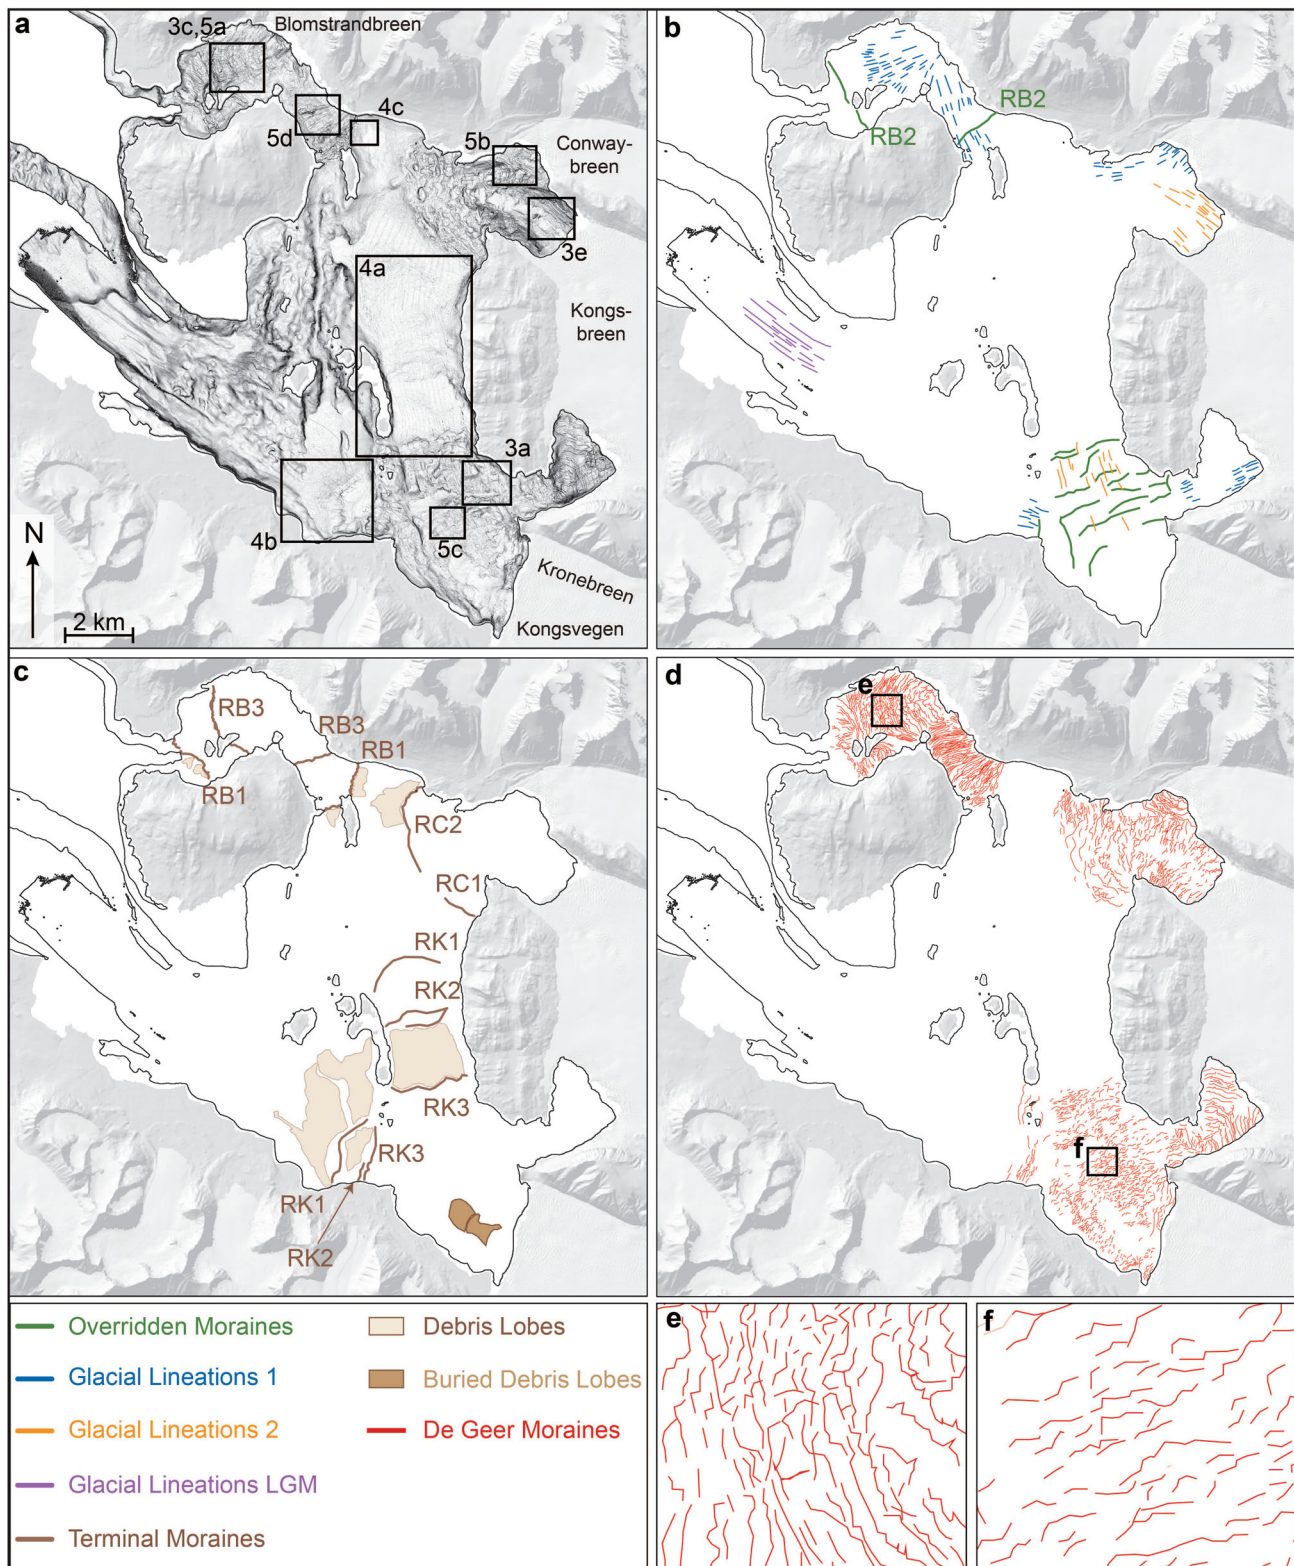 a
3c,5a
Blomstrandbreen
4c
5d
5b
Conway-
breen
3e
4a
Kongs-
breen
3a
4b
5c
N
2 km
Kronebreen
Kongsvegen
b
RB2
RB2
c
RB3
RB3
RB1
RB1
RC2
RC1
RK1
RK2
RK3
RK3
RK1
RK2
d
e
f
Overridden Moraines
Glacial Lineations 1
Glacial Lineations 2
Glacial Lineations LGM
Terminal Moraines
Debris Lobes
Buried Debris Lobes
De Geer Moraines
e
f